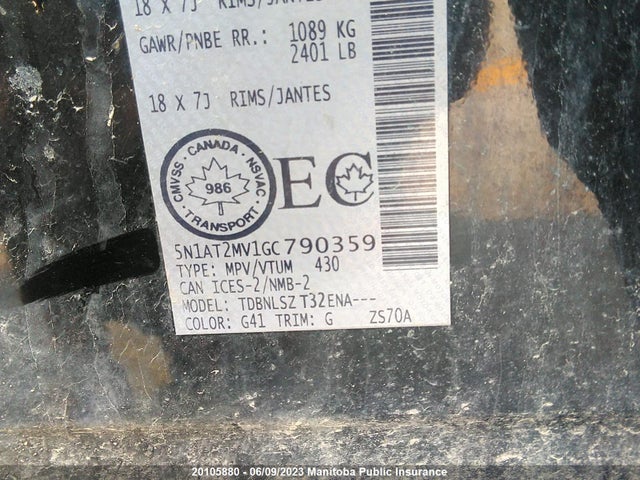 18 X 7J RIMS/JANTES
GAWR/PNBE RR.: 1089 KG
2401 LB
18 X 7J RIMS/JANTES
CMVSS · CANADA · NSVAC
986
· TRANSPORT ·
EC
5N1AT2MV1GC790359
TYPE: MPV/VTUM 430
CAN ICES-2/NMB-2
MODEL: TDBNLSZ T32ENA---
COLOR: G41 TRIM: G ZS70A
20105880 - 06/09/2023 Manitoba Public Insurance